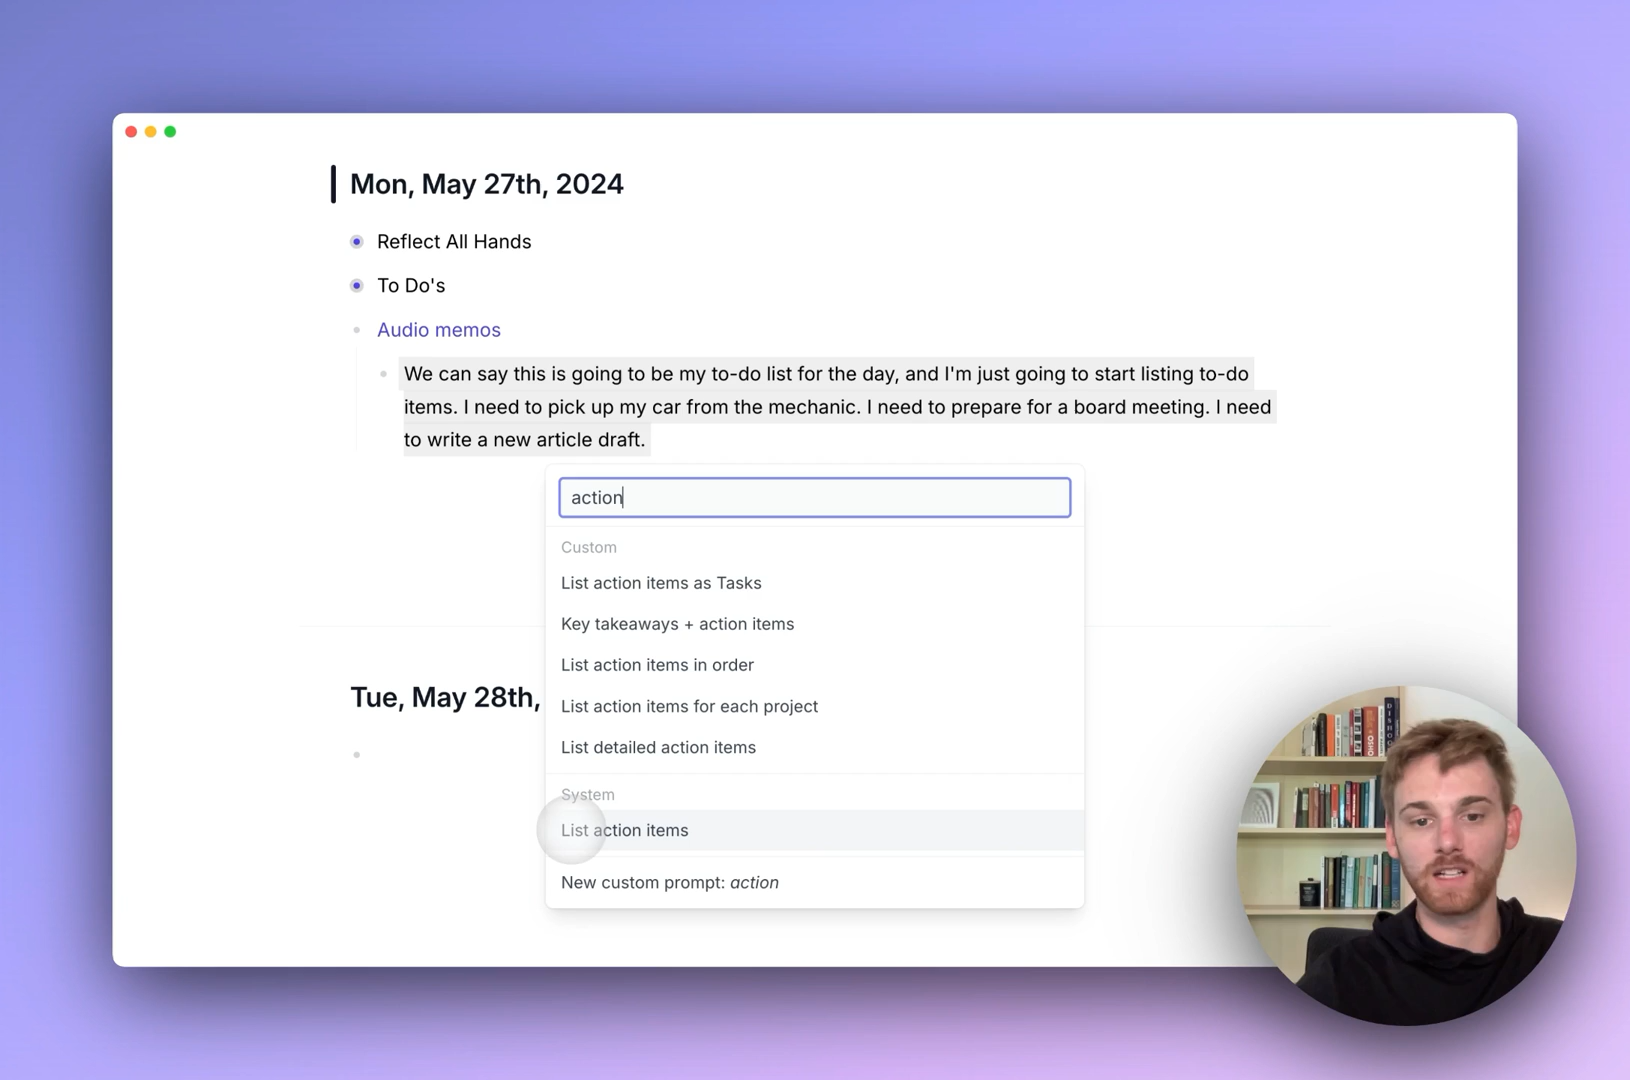 Mon, May 27th, 2024
Reflect All Hands
To Do's
Audio memos
We can say this is going to be my to-do list for the day, and I'm just going to start listing to-do
items. I need to pick up my car from the mechanic. I need to prepare for a board meeting. I need
to write a new article draft.
action
Custom
List action items as Tasks
Key takeaways + action items
List action items in order
List action items for each project
List detailed action items
System
List action items
New custom prompt: action
Tue, May 28th,